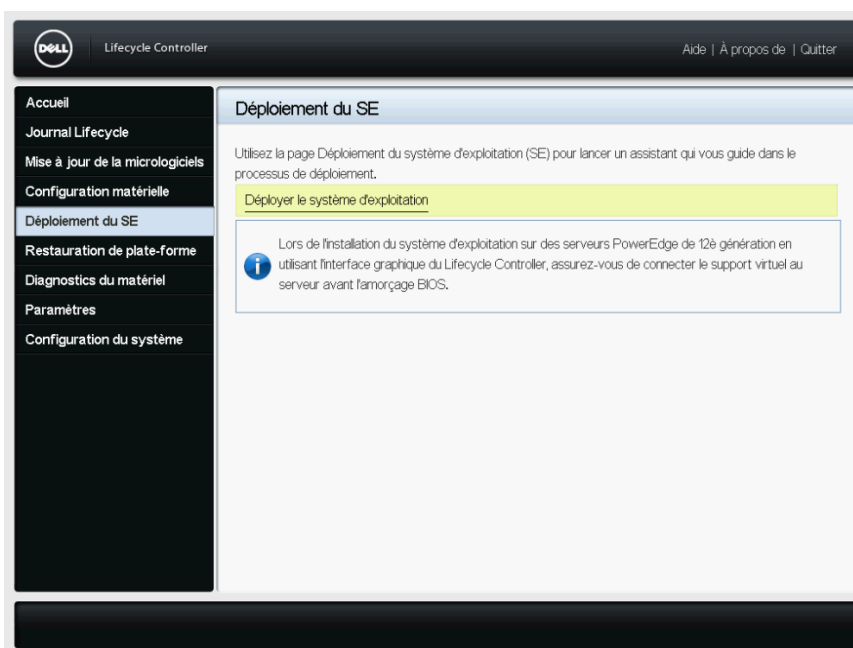 DELL
Lifecycle Controller
Aide | À propos de | Quitter
Accueil
Journal Lifecycle
Mise à jour de la micrologiciels
Configuration matérielle
Déploiement du SE
Restauration de plate-forme
Diagnostics du matériel
Paramètres
Configuration du système
Déploiement du SE
Utilisez la page Déploiement du système d'exploitation (SE) pour lancer un assistant qui vous guide dans le
processus de déploiement.
Déployer le système d'exploitation
Lors de l'installation du système d'exploitation sur des serveurs PowerEdge de 12è génération en
utilisant l'interface graphique du Lifecycle Controller, assurez-vous de connecter le support virtuel au
serveur avant l'amorçage BIOS.